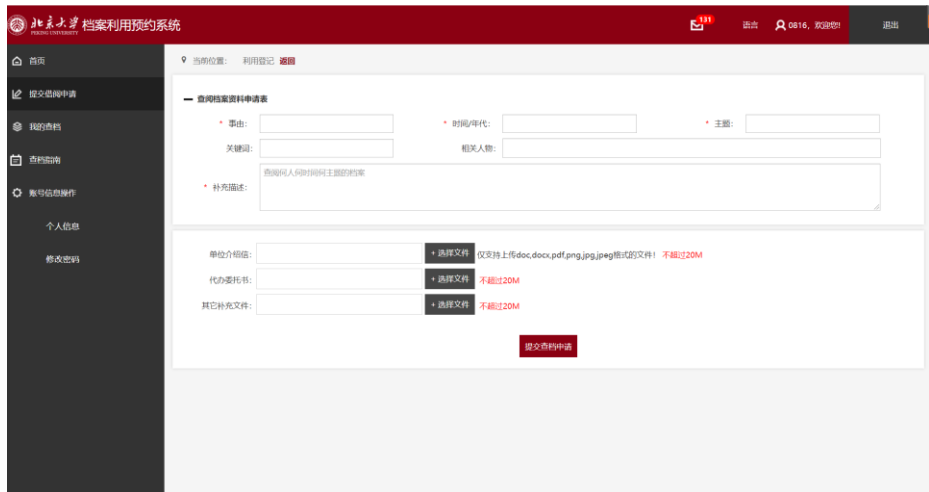 北京大学 档案利用预约系统
PEKING UNIVERSITY
131
语言
0816，欢迎您!
退出
首页
提交借阅申请
我的查档
查档指南
账号信息操作
个人信息
修改密码
当前位置： 利用登记 返回
查阅档案资料申请表
* 事由：
* 时间/年代：
* 主题：
关键词：
相关人物：
* 补充描述：
查阅何人何时间何主题的档案
单位介绍信： + 选择文件 仅支持上传doc,docx,pdf,png,jpg,jpeg格式的文件！ 不超过20M
代办委托书： + 选择文件 不超过20M
其它补充文件： + 选择文件 不超过20M
提交查档申请